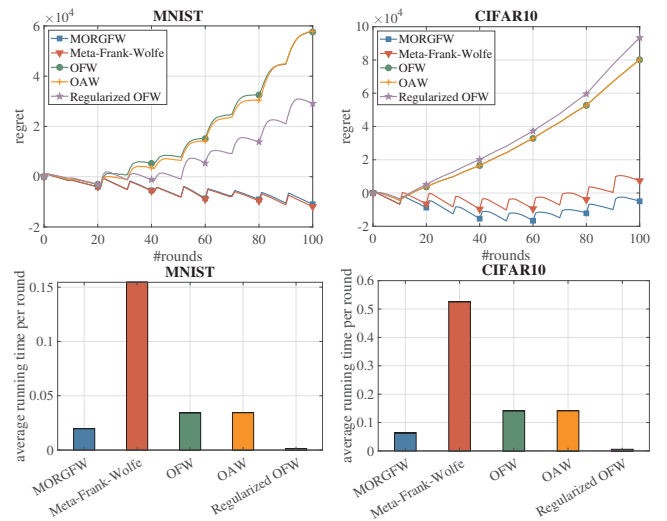 ×10⁴ MNIST
MORGFW
Meta-Frank-Wolfe
OFW
OAW
Regularized OFW
regret
6
4
2
0
-2
0 20 40 60 80 100
#rounds
×10⁴ CIFAR10
MORGFW
Meta-Frank-Wolfe
OFW
OAW
Regularized OFW
regret
10
8
6
4
2
0
-2
0 20 40 60 80 100
#rounds
MNIST
average running time per round
0.15
0.1
0.05
0
MORGFW
Meta-Frank-Wolfe
OFW
OAW
Regularized OFW
CIFAR10
average running time per round
0.6
0.5
0.4
0.3
0.2
0.1
0
MORGFW
Meta-Frank-Wolfe
OFW
OAW
Regularized OFW